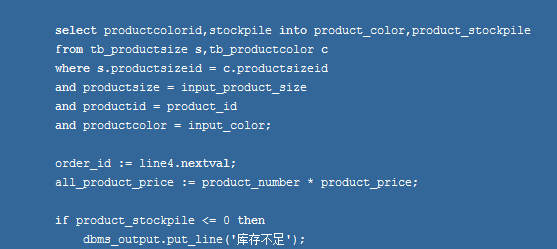 select productcolorid,stockpile into product_color,product_stockpile
from tb_productsize s,tb_productcolor c
where s.productsizeid = c.productsizeid
and productsize = input_product_size
and productid = product_id
and productcolor = input_color;
order_id := line4.nextval;
all_product_price := product_number * product_price;
if product_stockpile <= 0 then
dbms_output.put_line('库存不足');